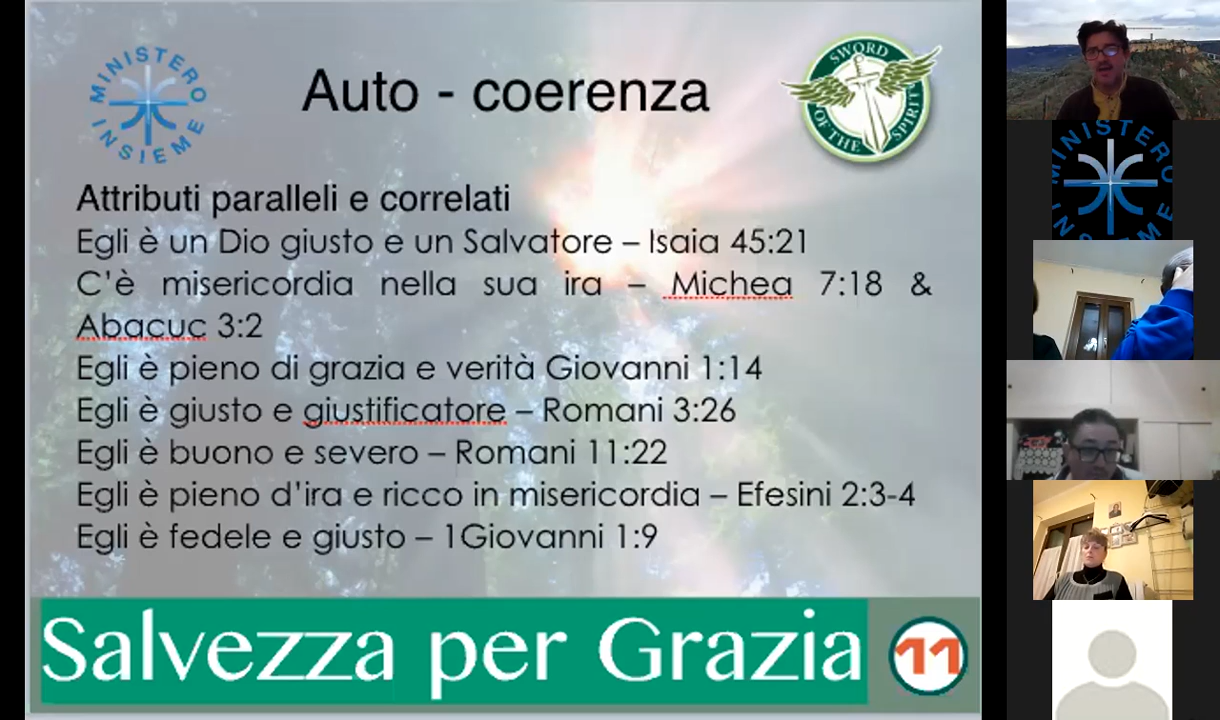 MINISTERO INSIEME
Auto - coerenza
SWORD OF THE SPIRIT
Attributi paralleli e correlati
Egli è un Dio giusto e un Salvatore – Isaia 45:21
C'è misericordia nella sua ira – Michea 7:18 &
Abacuc 3:2
Egli è pieno di grazia e verità Giovanni 1:14
Egli è giusto e giustificatore – Romani 3:26
Egli è buono e severo – Romani 11:22
Egli è pieno d'ira e ricco in misericordia – Efesini 2:3-4
Egli è fedele e giusto – 1Giovanni 1:9
Salvezza per Grazia
11
MINISTERO INSIEME